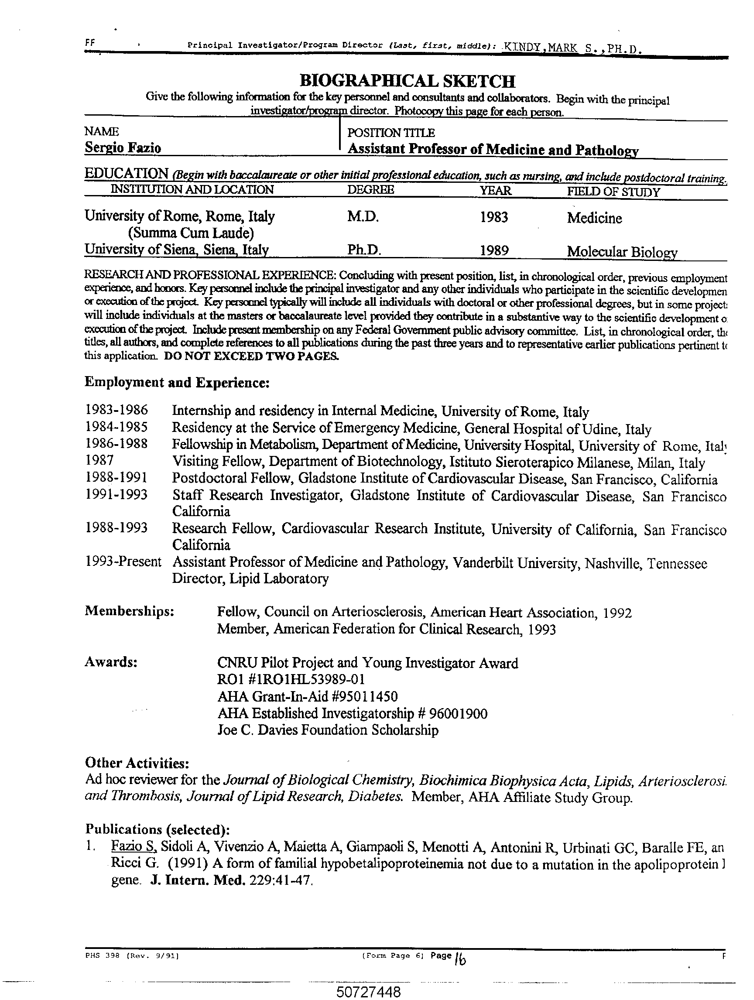 FF Principal Investigator/Program Director (Last, first, middle): KINDY,MARK S.,PH.D.
BIOGRAPHICAL SKETCH
Give the following information for the key personnel and consultants and collaborators. Begin with the principal
investigator/program director. Photocopy this page for each person.
NAME POSITION TITLE
Sergio Fazio Assistant Professor of Medicine and Pathology
EDUCATION (Begin with baccalaureate or other initial professional education, such as nursing, and include postdoctoral training.
INSTITUTION AND LOCATION DEGREE YEAR FIELD OF STUDY
University of Rome, Rome, Italy M.D. 1983 Medicine
(Summa Cum Laude)
University of Siena, Siena, Italy Ph.D. 1989 Molecular Biology
RESEARCH AND PROFESSIONAL EXPERIENCE: Concluding with present position, list, in chronological order, previous employment
experience, and honors. Key personnel include the principal investigator and any other individuals who participate in the scientific developmen
or execution of the project. Key personnel typically will include all individuals with doctoral or other professional degrees, but in some project
will include individuals at the masters or baccalaureate level provided they contribute in a substantive way to the scientific development o
execution of the project. Include present membership on any Federal Government public advisory committee. List, in chronological order, the
titles, all authors, and complete references to all publications during the past three years and to representative earlier publications pertinent to
this application. DO NOT EXCEED TWO PAGES.
Employment and Experience:
1983-1986 Internship and residency in Internal Medicine, University of Rome, Italy
1984-1985 Residency at the Service of Emergency Medicine, General Hospital of Udine, Italy
1986-1988 Fellowship in Metabolism, Department of Medicine, University Hospital, University of Rome, Italy
1987 Visiting Fellow, Department of Biotechnology, Istituto Sieroterapico Milanese, Milan, Italy
1988-1991 Postdoctoral Fellow, Gladstone Institute of Cardiovascular Disease, San Francisco, California
1991-1993 Staff Research Investigator, Gladstone Institute of Cardiovascular Disease, San Francisco
California
1988-1993 Research Fellow, Cardiovascular Research Institute, University of California, San Francisco
California
1993-Present Assistant Professor of Medicine and Pathology, Vanderbilt University, Nashville, Tennessee
Director, Lipid Laboratory
Memberships: Fellow, Council on Arteriosclerosis, American Heart Association, 1992
Member, American Federation for Clinical Research, 1993
Awards: CNRU Pilot Project and Young Investigator Award
RO1 #1RO1HL53989-01
AHA Grant-In-Aid #95011450
AHA Established Investigatorship # 96001900
Joe C. Davies Foundation Scholarship
Other Activities:
Ad hoc reviewer for the Journal of Biological Chemistry, Biochimica Biophysica Acta, Lipids, Arteriosclerosi.
and Thrombosis, Journal of Lipid Research, Diabetes. Member, AHA Affiliate Study Group.
Publications (selected):
1. Fazio S, Sidoli A, Vivenzio A, Maietta A, Giampaoli S, Menotti A, Antonini R, Urbinati GC, Baralle FE, an
Ricci G. (1991) A form of familial hypobetalipoproteinemia not due to a mutation in the apolipoprotein
gene. J. Intern. Med. 229:41-47.
PHS 398 (Rev. 9/91) (Form Page 6) Page 16 F
50727448